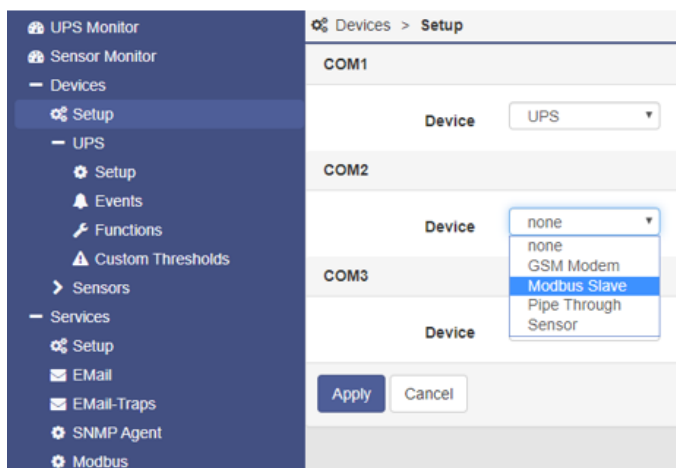 UPS Monitor
Sensor Monitor
Devices
Setup
UPS
Setup
Events
Functions
Custom Thresholds
Sensors
Services
Setup
EMail
EMail-Traps
SNMP Agent
Modbus
Devices > Setup
COM1
Device UPS
COM2
Device none
none
GSM Modem
Modbus Slave
Pipe Through
Sensor
COM3
Device
Apply Cancel